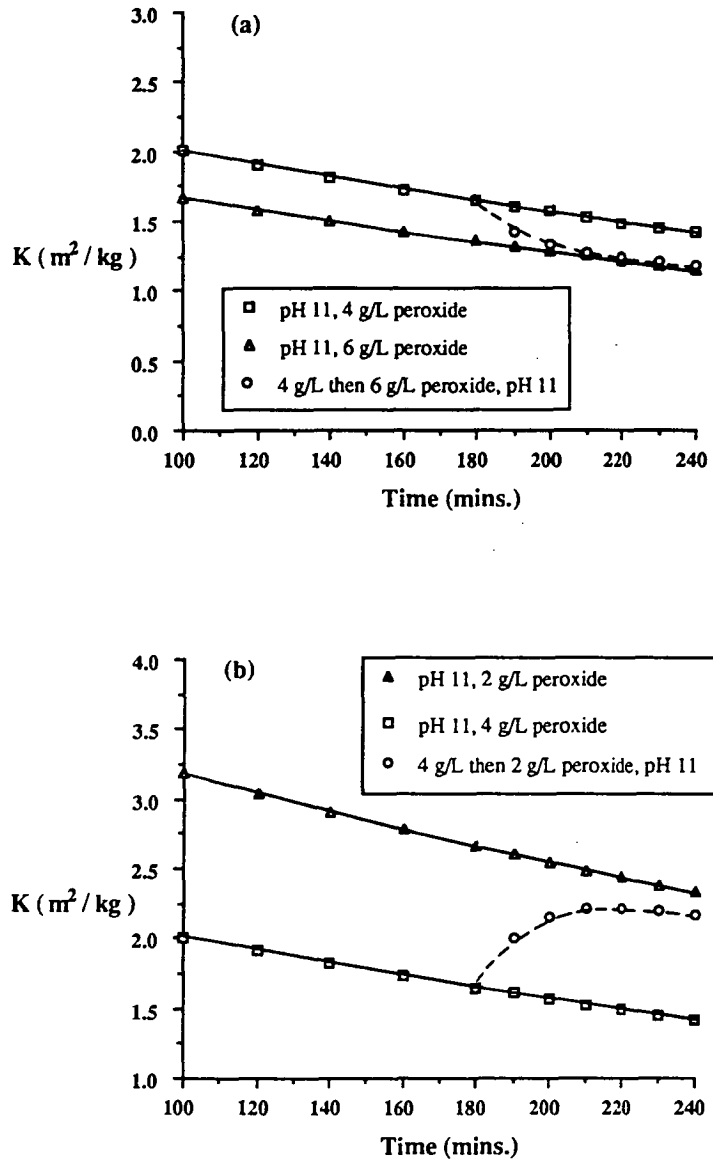 (a)
3.0
2.5
2.0
1.5
1.0
0.5
0.0
K ( m² / kg)
pH 11, 4 g/L peroxide
pH 11, 6 g/L peroxide
4 g/L then 6 g/L peroxide, pH 11
100 120 140 160 180 200 220 240
Time (mins.)
(b)
4.0
3.5
3.0
2.5
2.0
1.5
1.0
K ( m² / kg)
pH 11, 2 g/L peroxide
pH 11, 4 g/L peroxide
4 g/L then 2 g/L peroxide, pH 11
100 120 140 160 180 200 220 240
Time (mins.)